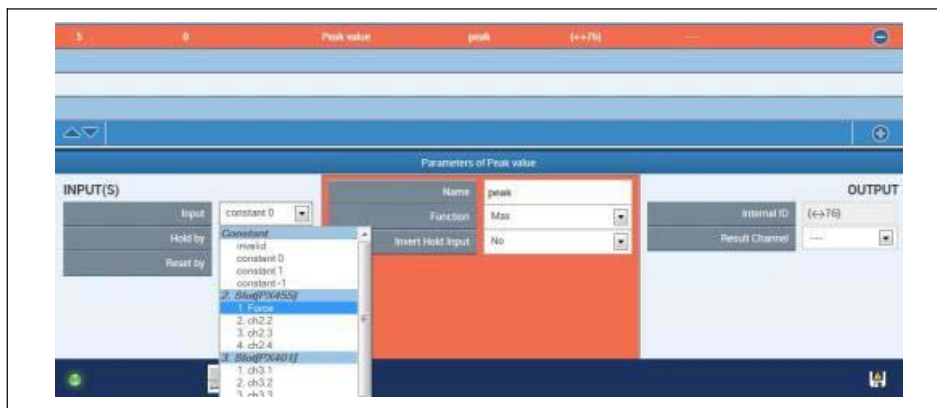 5 0 Peak value peak (↔76) ---
Parameters of Peak value
INPUT(S)
Input constant 0
Hold by
Reset by
Constant
invalid
constant 0
constant 1
constant -1
2. Slot[PX455]
1. Force
2. ch2.2
3. ch2.3
4. ch2.4
3. Slot[PX401]
1. ch3.1
2. ch3.2
3. ch3.3
Name peak
Function Max
Invert Hold Input No
OUTPUT
Internal ID (↔76)
Result Channel ----